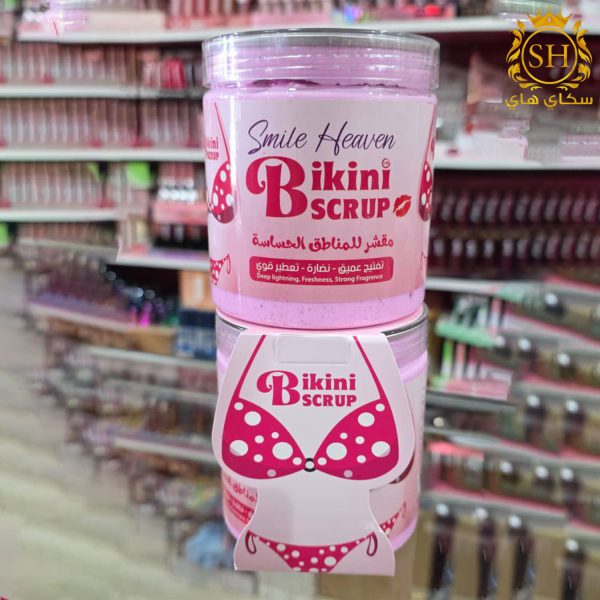 SH
سكاي هاي
Smile Heaven
Bikini
SCRUP
مقشر للمناطق الحساسة
تفتيح عميق - نضارة - تعطير قوي
Deep lightning, Freshness, Strong Fragrence
Bikini
SCRUP